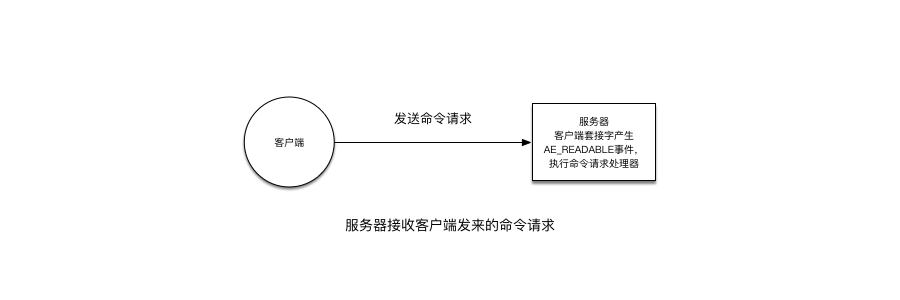 发送命令请求
客户端
服务器
客户端套接字产生
AE_READABLE事件，
执行命令请求处理器
服务器接收客户端发来的命令请求